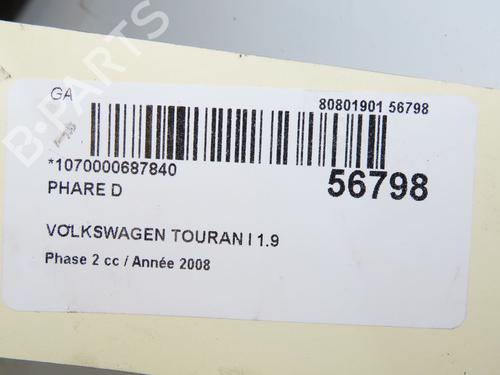 GA
80801901 56798
*1070000687840
56798
PHARE D
VOLKSWAGEN TOURAN I 1.9
Phase 2 cc / Année 2008
B-PARTS